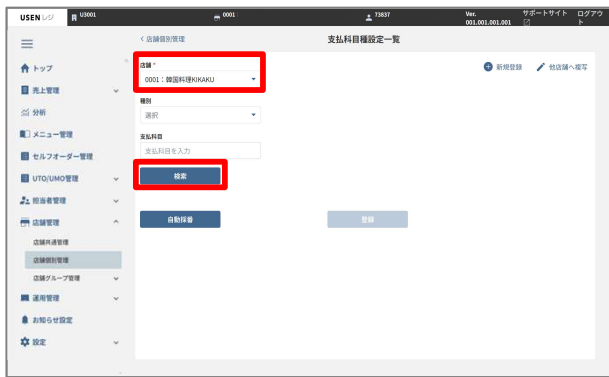 USEN レジ
U3001
0001
73837
Ver.
001.001.001.001
サポートサイト
ログアウト
店舗個別管理
支払科目種設定一覧
トップ
売上管理
分析
メニュー管理
セルフオーダー管理
UTO/UMO管理
担当者管理
店舗管理
店舗共通管理
店舗個別管理
店舗グループ管理
運用管理
お知らせ設定
設定
店舗 *
0001：韓国料理KIKAKU
新規登録
他店舗へ複写
種別
選択
支払科目
支払科目を入力
検索
自動採番
登録